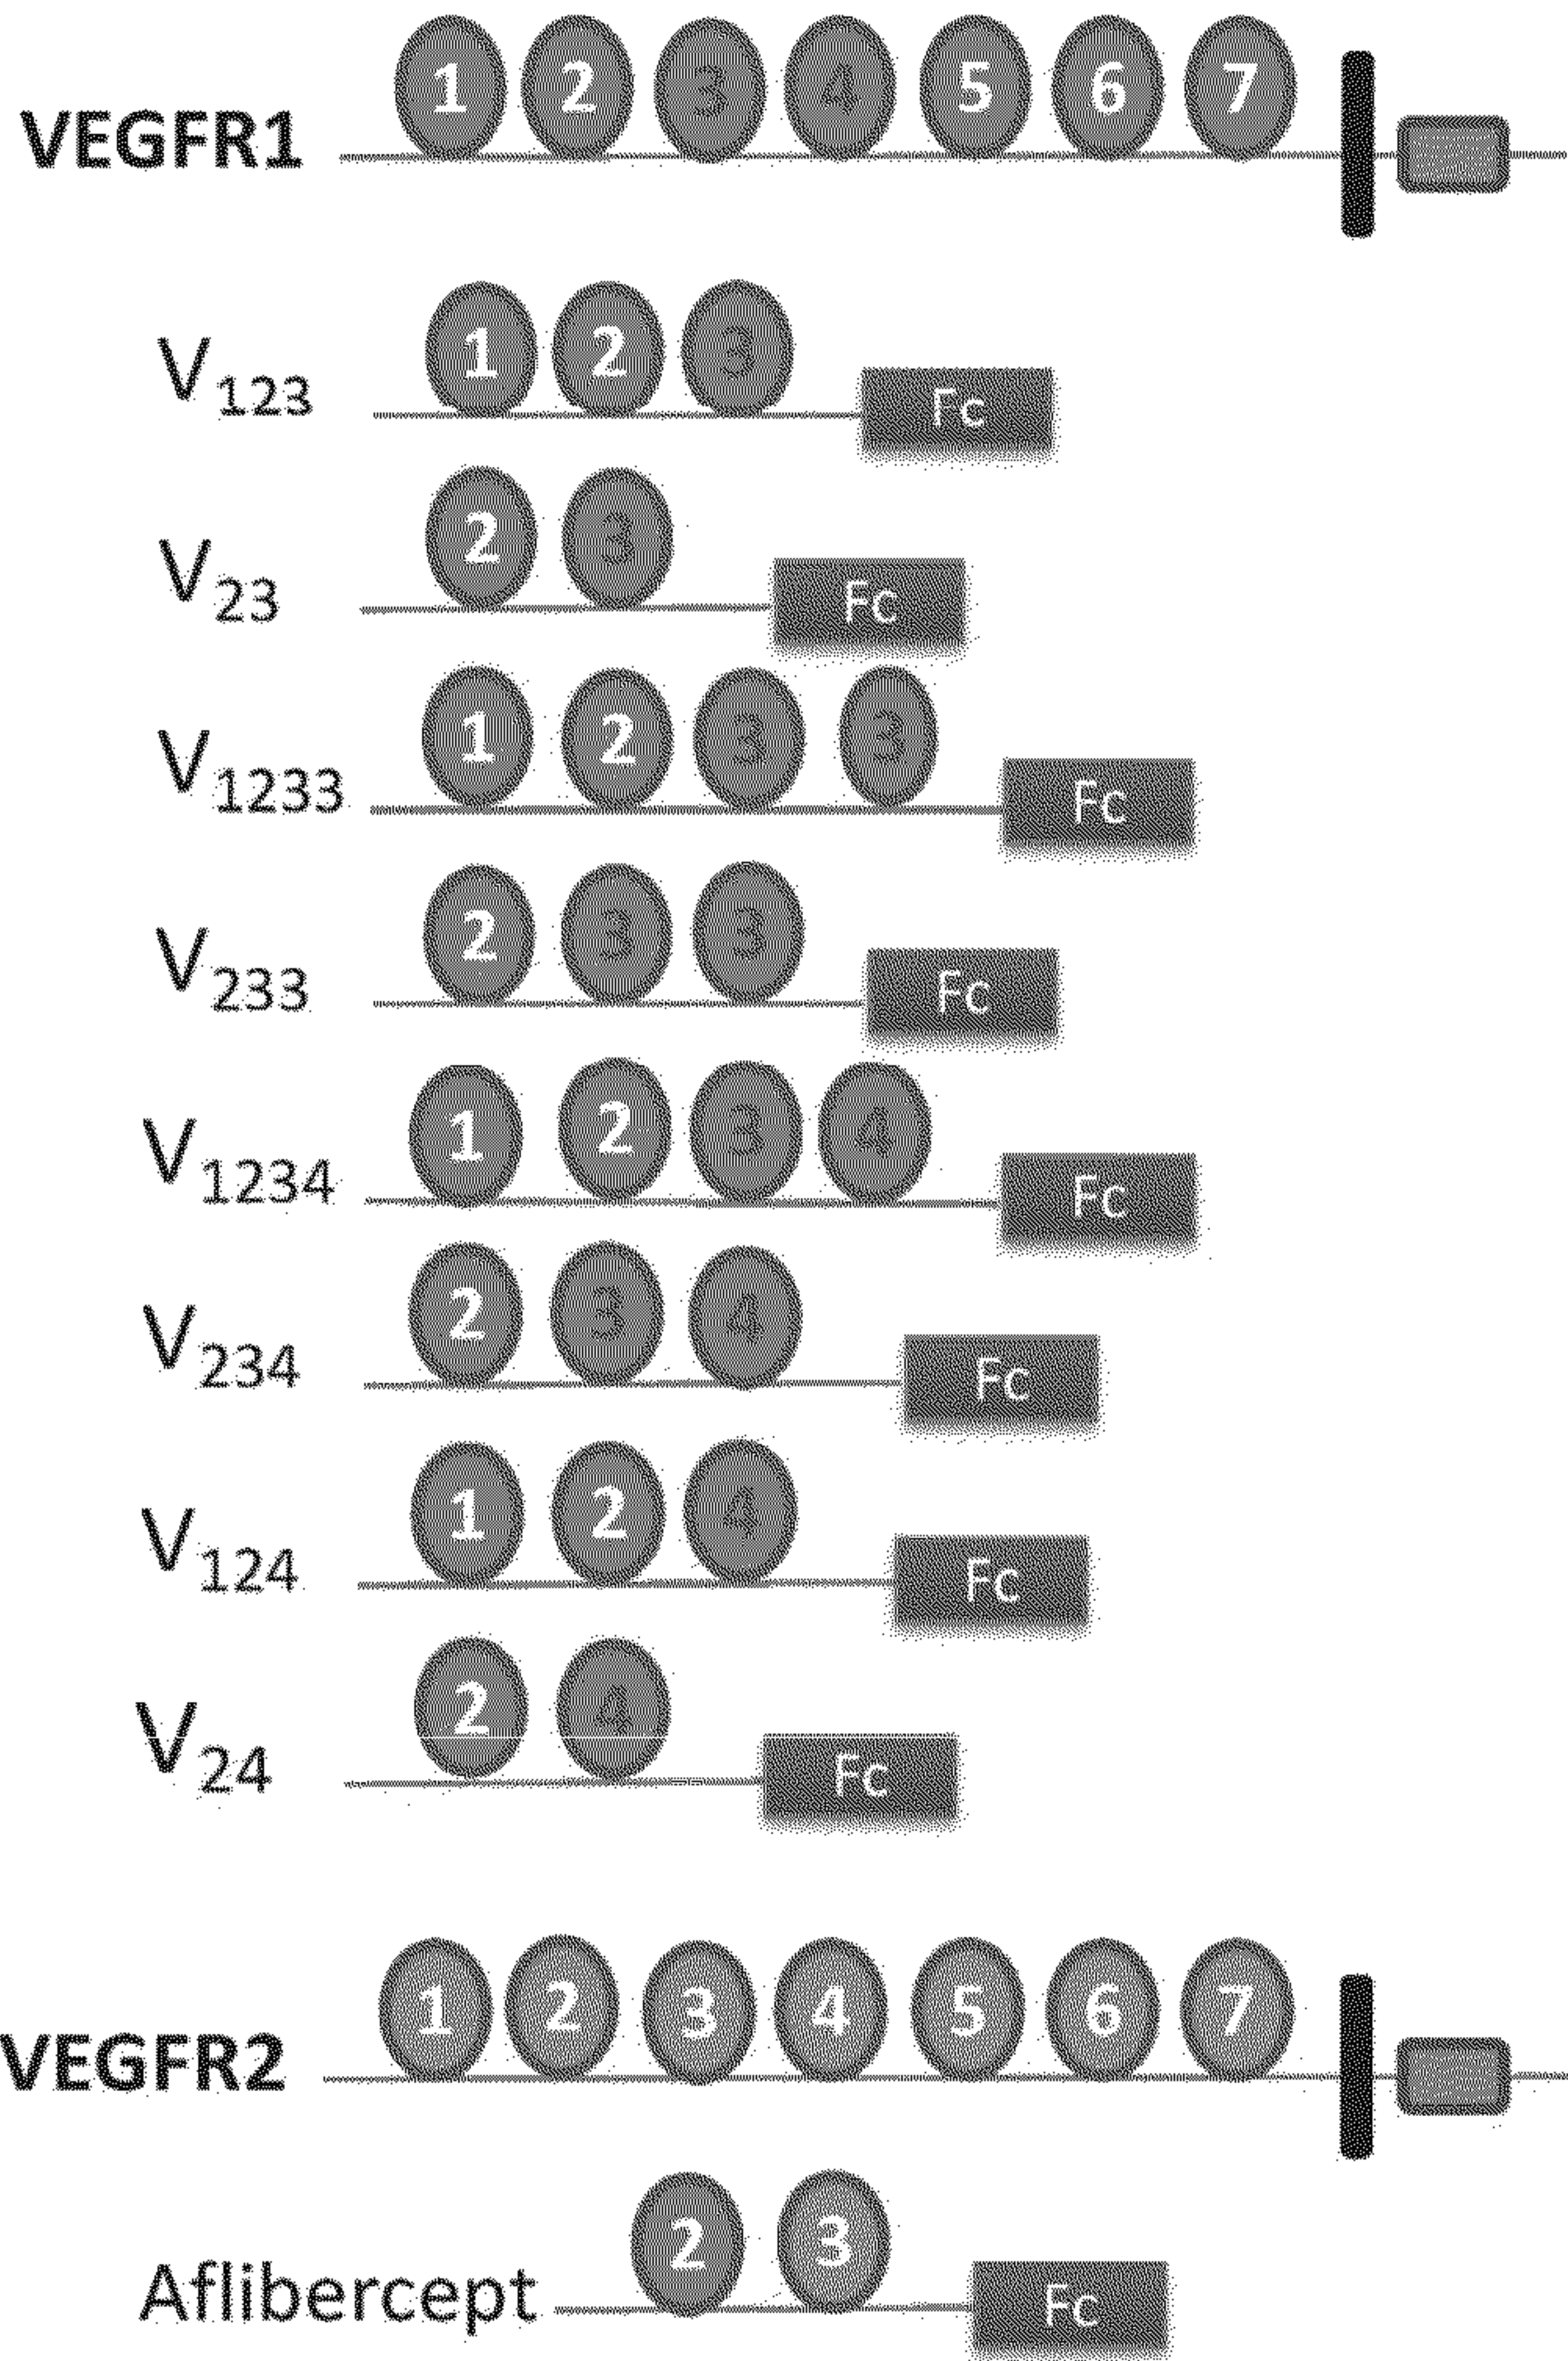 1 2 3 4 5 6 7
VEGFR1
1 2 3
V123
Fc
2 3
V23
Fc
1 2 3 3
V1233
Fc
2 3 3
V233
Fc
1 2 3 4
V1234
Fc
2 3 4
V234
Fc
1 2 4
V124
Fc
2 4
V24
Fc
1 2 3 4 5 6 7
VEGFR2
2 3
Aflibercept
Fc